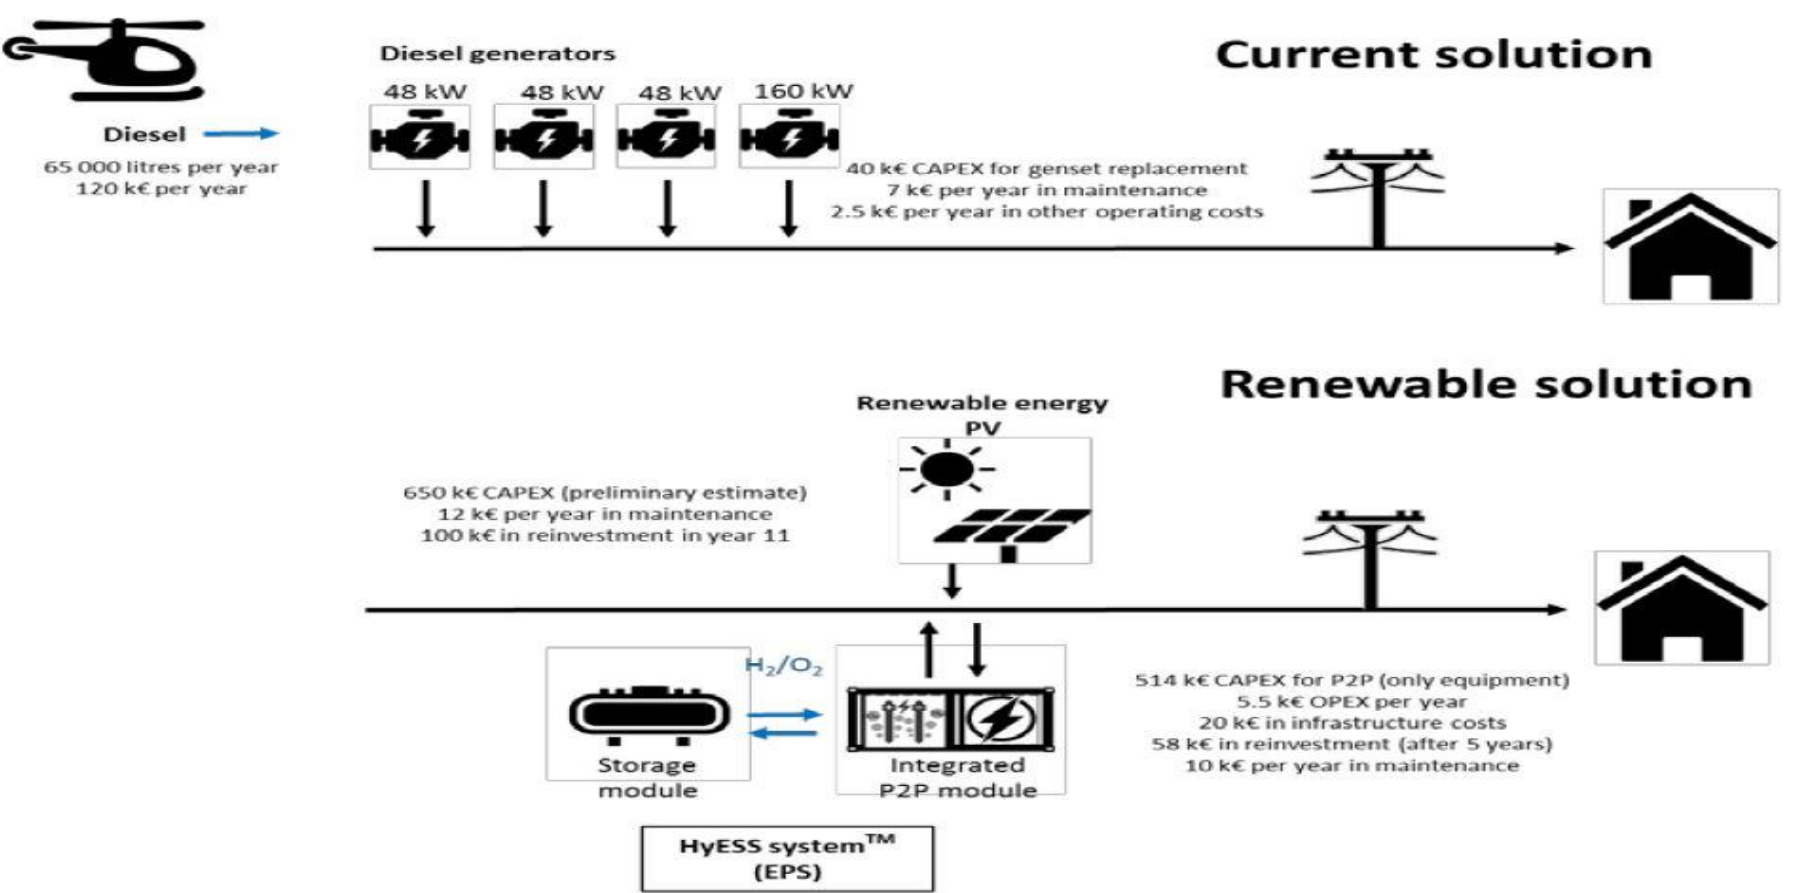 Current solution
Diesel generators
48 kW 48 kW 48 kW 160 kW
Diesel
65 000 litres per year
120 k€ per year
40 k€ CAPEX for genset replacement
7 k€ per year in maintenance
2.5 k€ per year in other operating costs
Renewable solution
Renewable energy
PV
650 k€ CAPEX (preliminary estimate)
12 k€ per year in maintenance
100 k€ in reinvestment in year 11
H₂/O₂
Storage
module
Integrated
P2P module
514 k€ CAPEX for P2P (only equipment)
5.5 k€ OPEX per year
20 k€ in infrastructure costs
58 k€ in reinvestment (after 5 years)
10 k€ per year in maintenance
HyESS system™
(EPS)